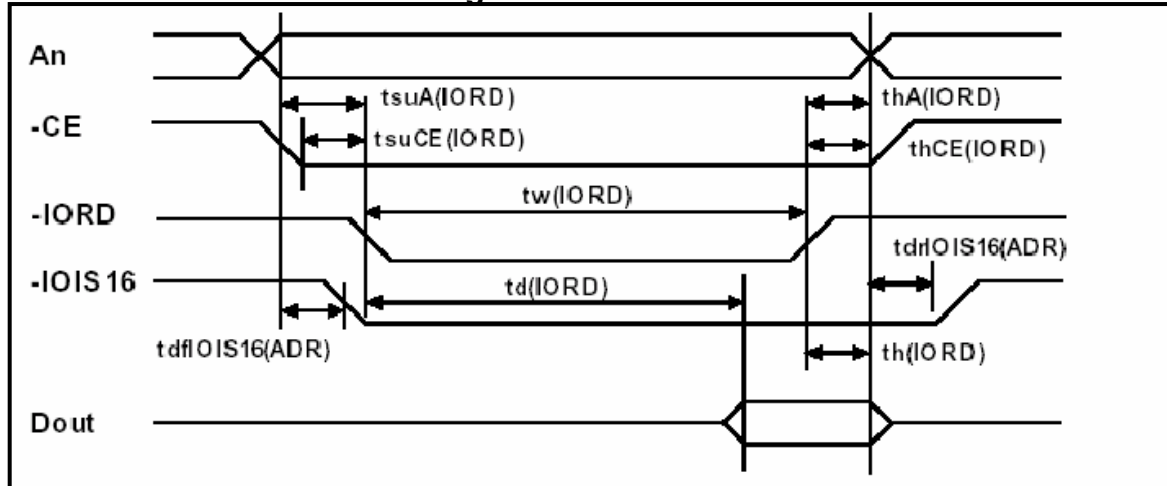 An
tsuA(IORD)
thA(IORD)
-CE
tsuCE(IORD)
thCE(IORD)
tw(IORD)
-IORD
tdrIOIS16(ADR)
-IOIS16
td(IORD)
tdfIOIS16(ADR)
th(IORD)
Dout